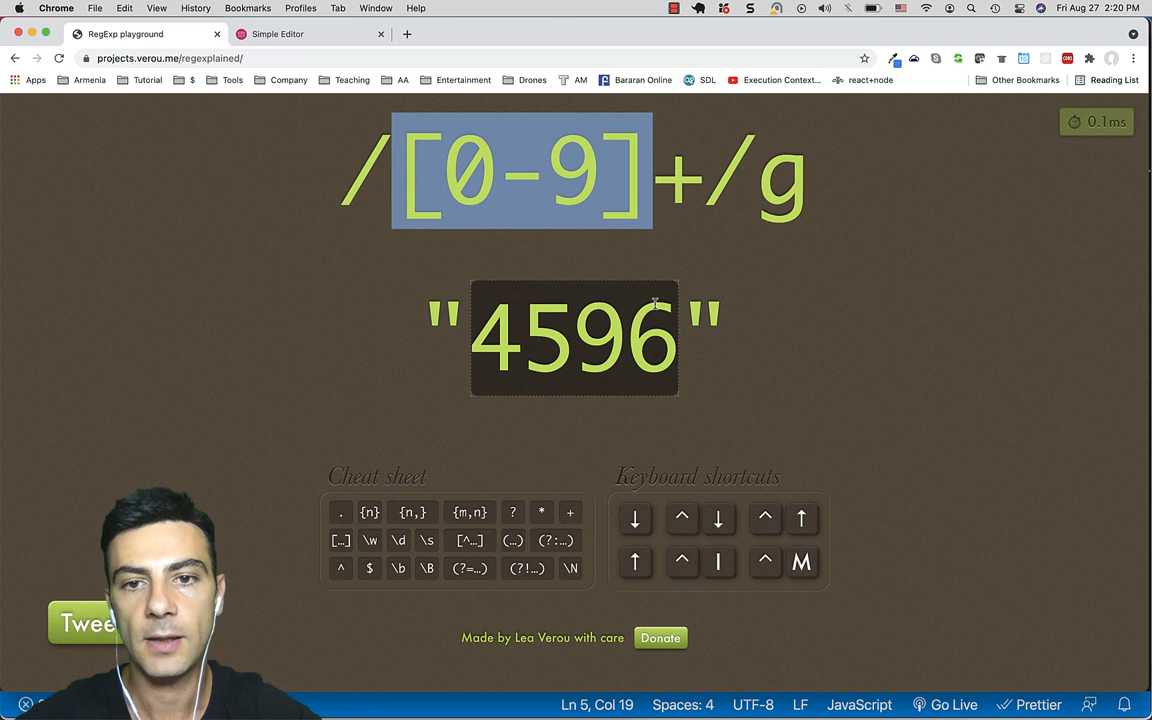 Chrome File Edit View History Bookmarks Profiles Tab Window Help Fri Aug 27 2:20 PM
RegExp playground Simple Editor
projects.verou.me/regexplained/
Apps Armenia Tutorial $ Tools Company Teaching AA Entertainment Drones AM Bararan Online SDL Execution Context... react+node Other Bookmarks Reading List
0.1ms
/[0-9]+/g
"4596"
Cheat sheet
. {n} {n,} {m,n} ? * +
[…] \w \d \s [^…] (…) (?:…)
^ $ \b \B (?=…) (?!…) \N
Keyboard shortcuts
↓ ^ ↓ ^ ↑
↑ ^ I ^ M
Made by Lea Verou with care Donate
Ln 5, Col 19 Spaces: 4 UTF-8 LF JavaScript Go Live Prettier